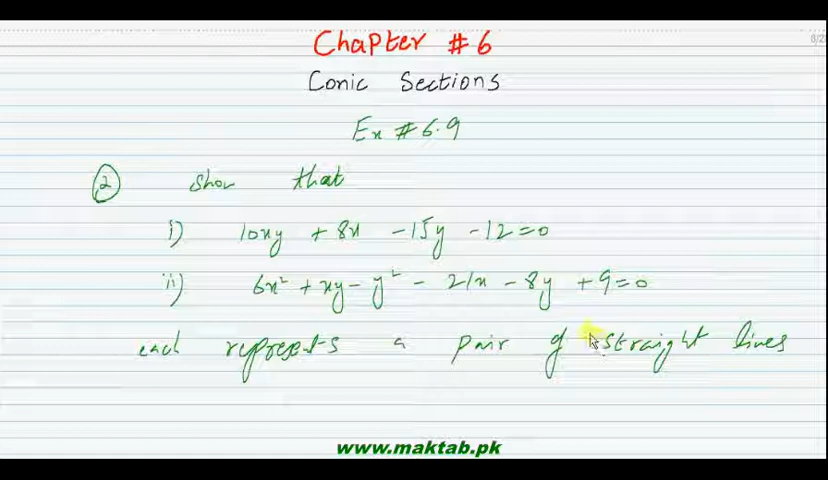 Chapter # 6
Conic Sections
Ex # 6.9
2 show that
i) 10xy + 8x - 15y - 12 = 0
ii) 6x² + xy - y² - 21x - 8y + 9 = 0
each represents a pair of straight lines
www.maktab.pk